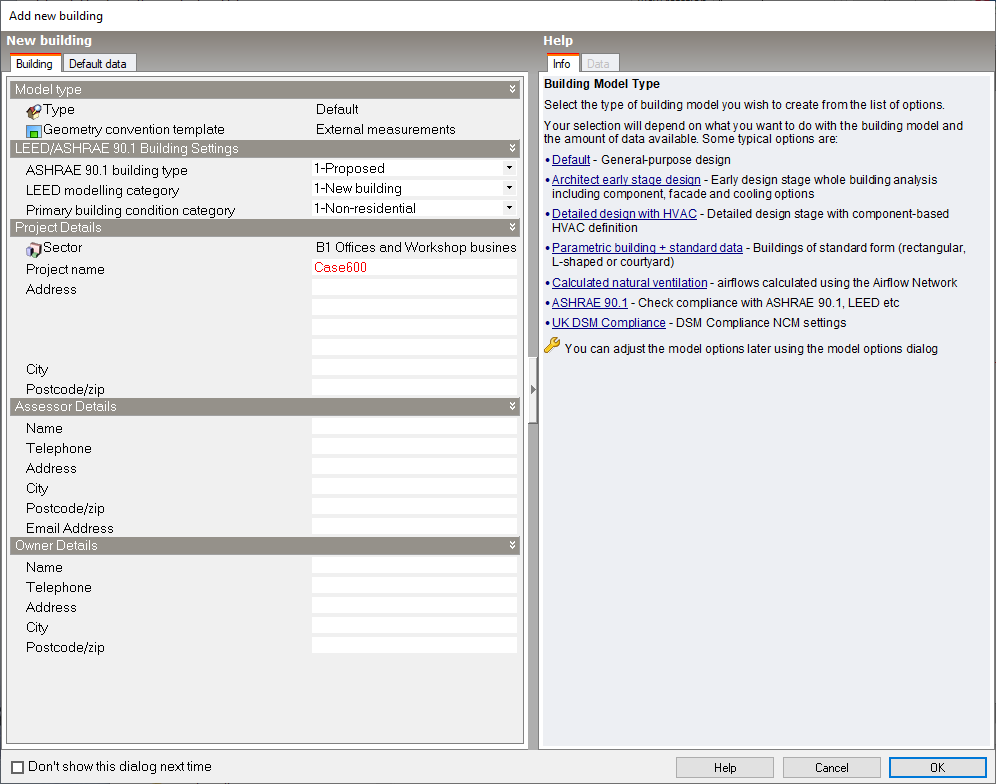 Add new building
New building
Building
Default data
Model type
Type
Default
Geometry convention template
External measurements
LEED/ASHRAE 90.1 Building Settings
ASHRAE 90.1 building type
1-Proposed
LEED modelling category
1-New building
Primary building condition category
1-Non-residential
Project Details
Sector
B1 Offices and Workshop busines
Project name
Case600
Address
City
Postcode/zip
Assessor Details
Name
Telephone
Address
City
Postcode/zip
Email Address
Owner Details
Name
Telephone
Address
City
Postcode/zip
Help
Info
Data
Building Model Type
Select the type of building model you wish to create from the list of options.
Your selection will depend on what you want to do with the building model and
the amount of data available. Some typical options are:
• Default - General-purpose design
• Architect early stage design - Early design stage whole building analysis
including component, facade and cooling options
• Detailed design with HVAC - Detailed design stage with component-based
HVAC definition
• Parametric building + standard data - Buildings of standard form (rectangular,
L-shaped or courtyard)
• Calculated natural ventilation - airflows calculated using the Airflow Network
• ASHRAE 90.1 - Check compliance with ASHRAE 90.1, LEED etc
• UK DSM Compliance - DSM Compliance NCM settings
You can adjust the model options later using the model options dialog
Don't show this dialog next time
Help
Cancel
OK